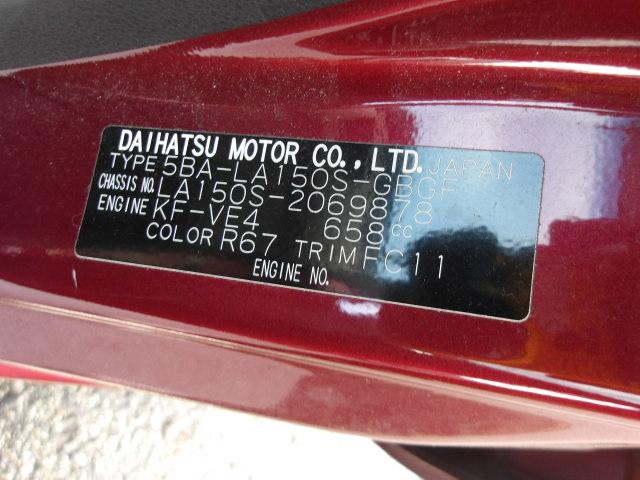 DAIHATSU MOTOR CO., LTD. JAPAN
TYPE 5BA-LA150S-GBGF
CHASSIS NO. LA150S-2069878
ENGINE KF-VE4 658cc
COLOR R67 TRIM FC11
ENGINE NO.